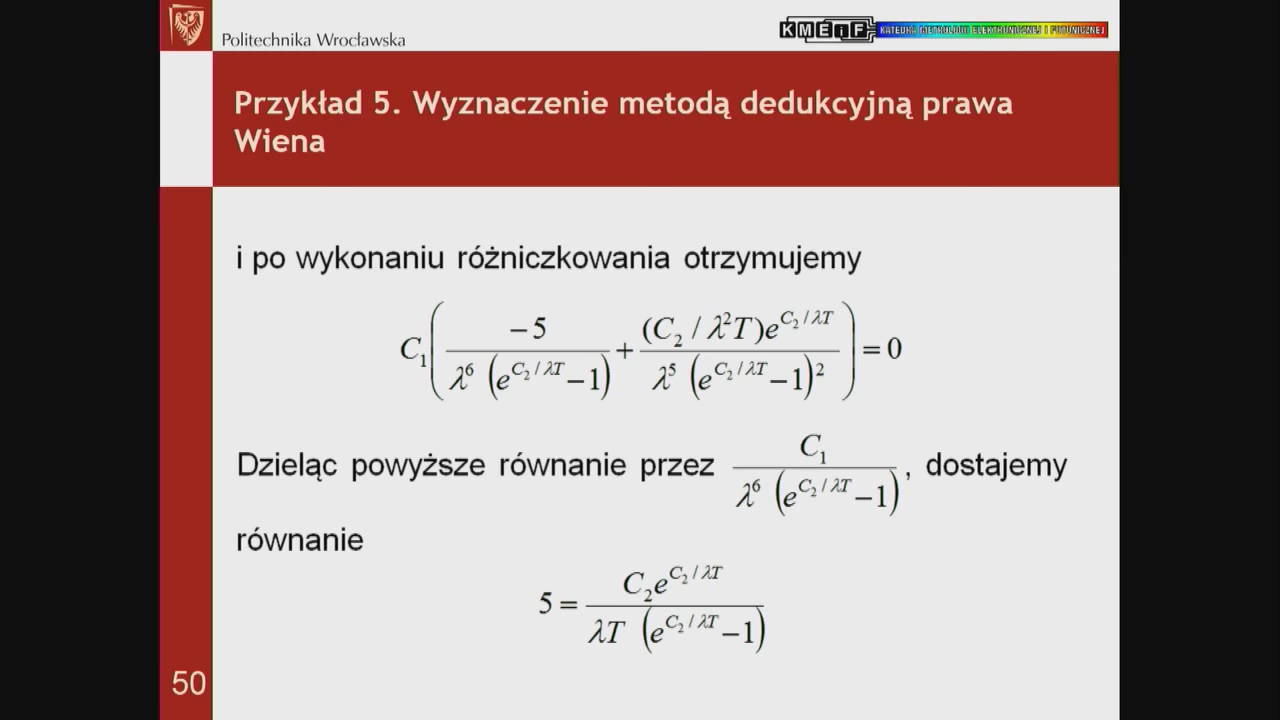 Politechnika Wrocławska
KMEiF KATEDRA METROLOGII ELEKTRONICZNEJ I FOTONICZNEJ
Przykład 5. Wyznaczenie metodą dedukcyjną prawa
Wiena
i po wykonaniu różniczkowania otrzymujemy
C₁( −5 / (λ⁶ (e^(C₂/λT) −1)) + (C₂ / λ²T)e^(C₂/λT) / (λ⁵ (e^(C₂/λT) −1)²) ) = 0
Dzieląc powyższe równanie przez C₁ / (λ⁶ (e^(C₂/λT) −1)), dostajemy
równanie
5 = C₂e^(C₂/λT) / (λT (e^(C₂/λT) −1))
50